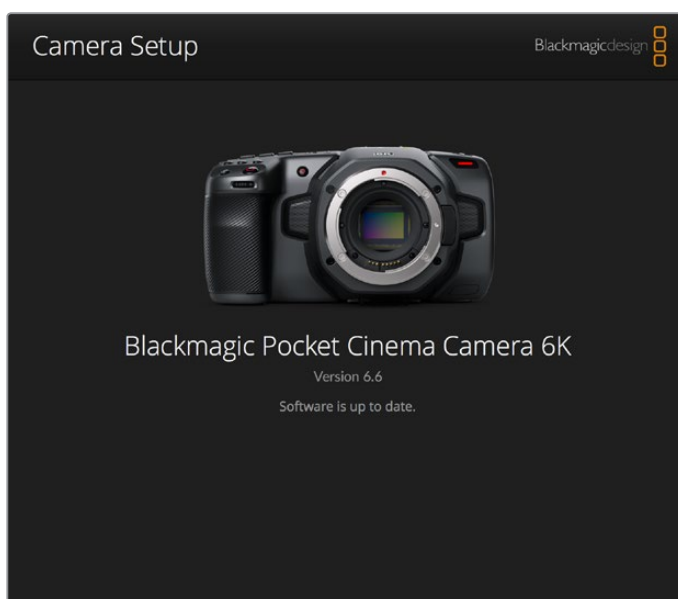 Camera Setup
Blackmagicdesign
Blackmagic Pocket Cinema Camera 6K
Version 6.6
Software is up to date.